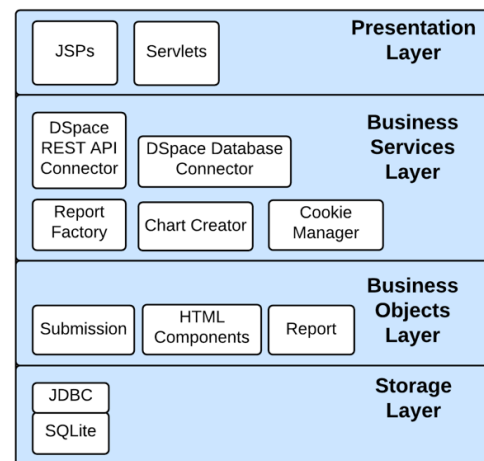 Presentation
Layer
JSPs
Servlets
Business
Services
Layer
DSpace
REST API
Connector
DSpace Database
Connector
Report
Factory
Chart Creator
Cookie
Manager
Business
Objects
Layer
Submission
HTML
Components
Report
Storage
Layer
JDBC
SQLite